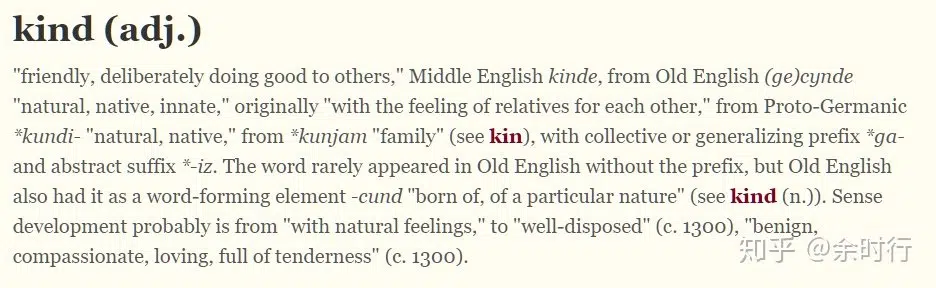 kind (adj.)
"friendly, deliberately doing good to others," Middle English kinde, from Old English (ge)cynde
"natural, native, innate," originally "with the feeling of relatives for each other," from Proto-Germanic
*kundi- "natural, native," from *kunjam "family" (see kin), with collective or generalizing prefix *ga-
and abstract suffix *-iz. The word rarely appeared in Old English without the prefix, but Old English
also had it as a word-forming element -cund "born of, of a particular nature" (see kind (n.)). Sense
development probably is from "with natural feelings," to "well-disposed" (c. 1300), "benign,
compassionate, loving, full of tenderness" (c. 1300).
知乎 @余时行